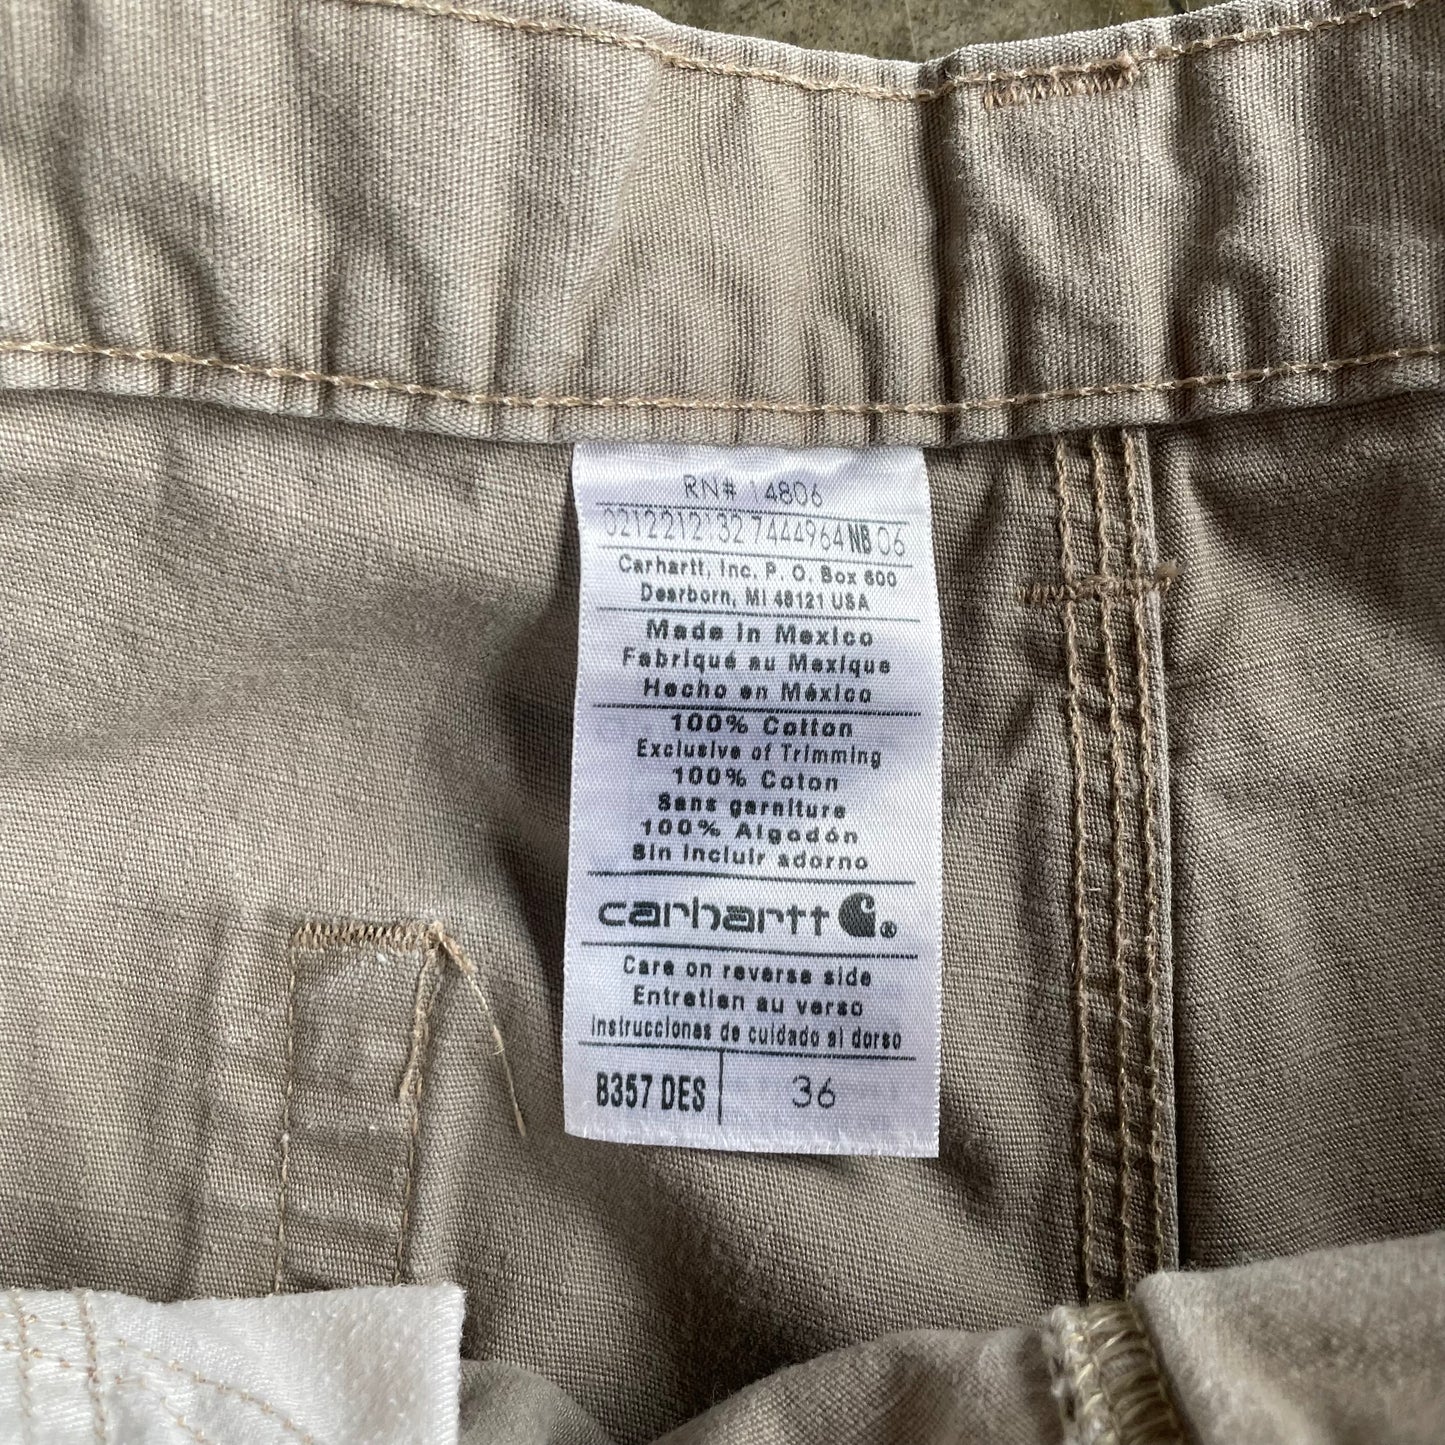 RN# 14806
0212212132 7444964 NB 06
Carhartt, Inc. P. O. Box 600
Dearborn, MI 48121 USA
Made in Mexico
Fabriqué au Mexique
Hecho en México
100% Cotton
Exclusive of Trimming
100% Coton
Sans garniture
100% Algodón
Sin incluir adorno
carhartt ®
Care on reverse side
Entretien au verso
Instrucciones de cuidado al dorso
B357 DES 36